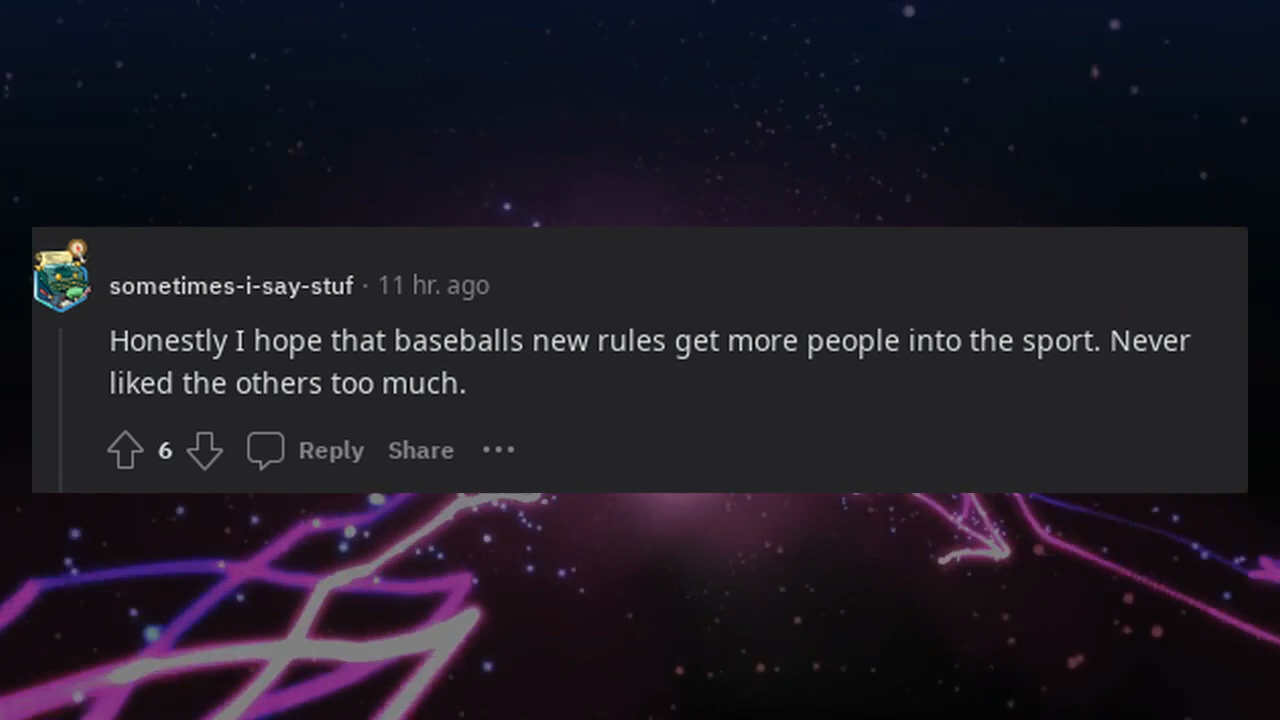 sometimes-i-say-stuf · 11 hr. ago
Honestly I hope that baseballs new rules get more people into the sport. Never
liked the others too much.
6 Reply Share •••